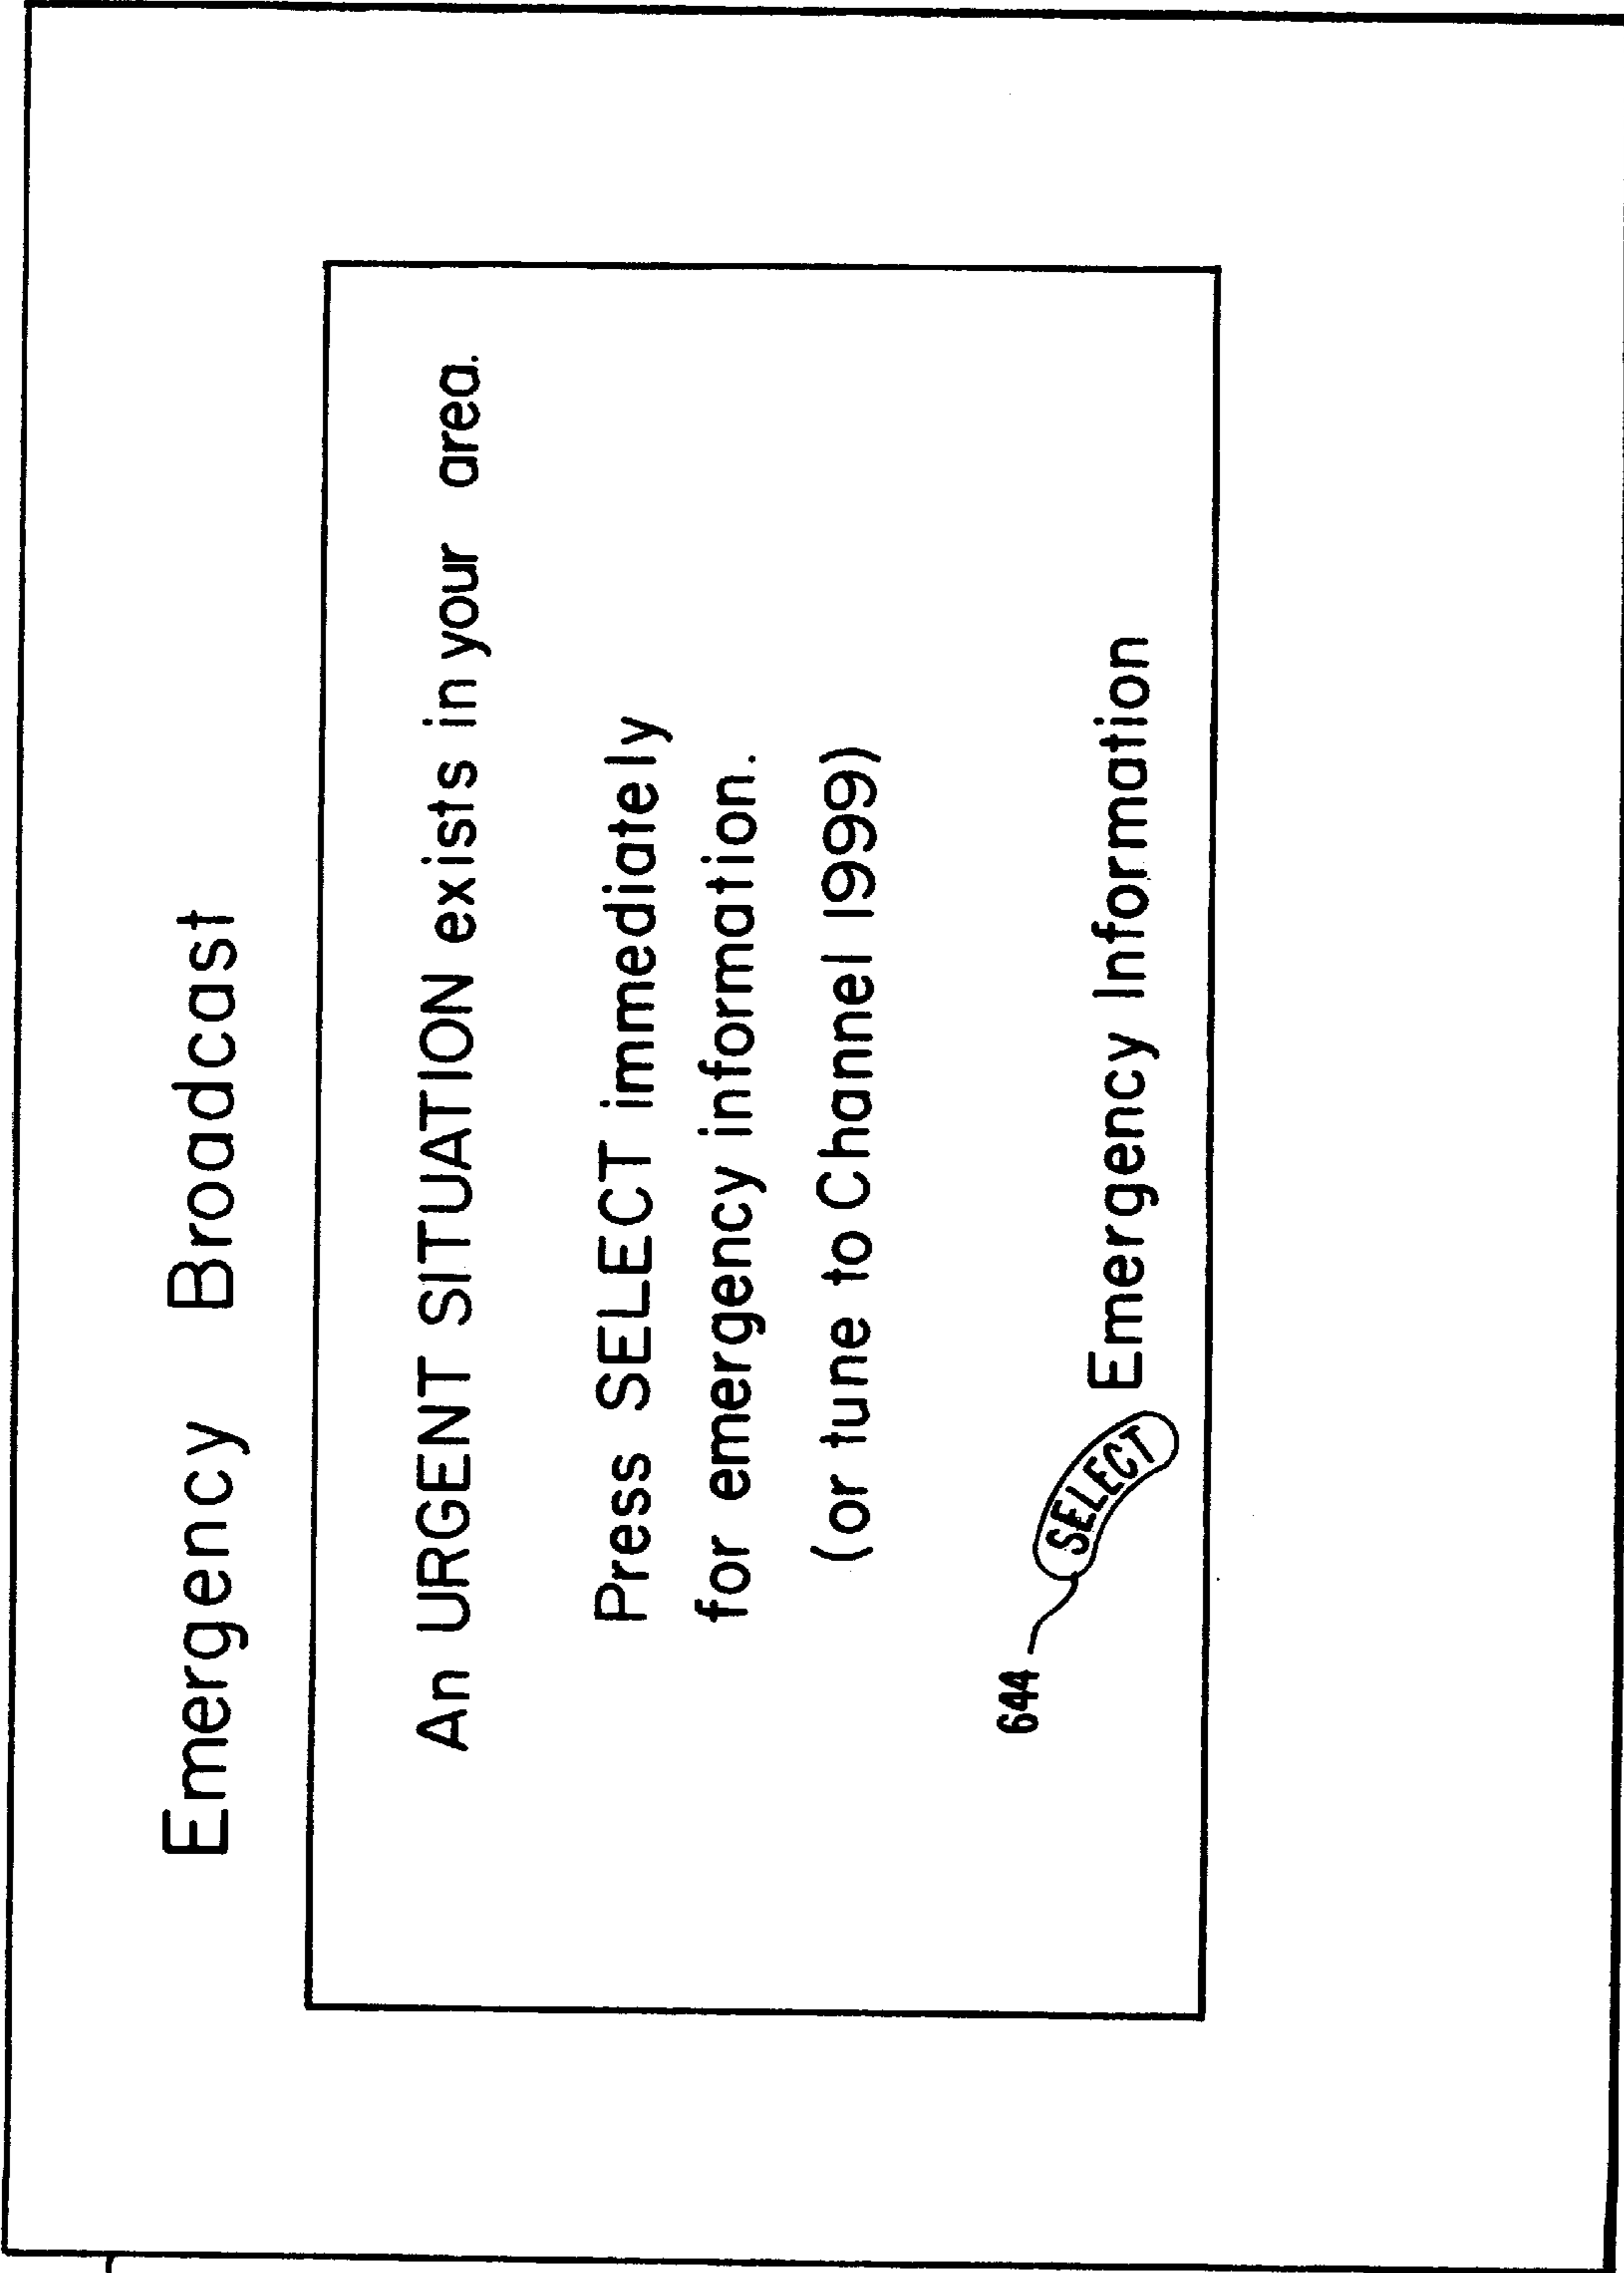 Emergency Broadcast
An URGENT SITUATION exists in your area.
Press SELECT immediately
for emergency information.
(or tune to Channel 1999)
644
SELECT Emergency Information